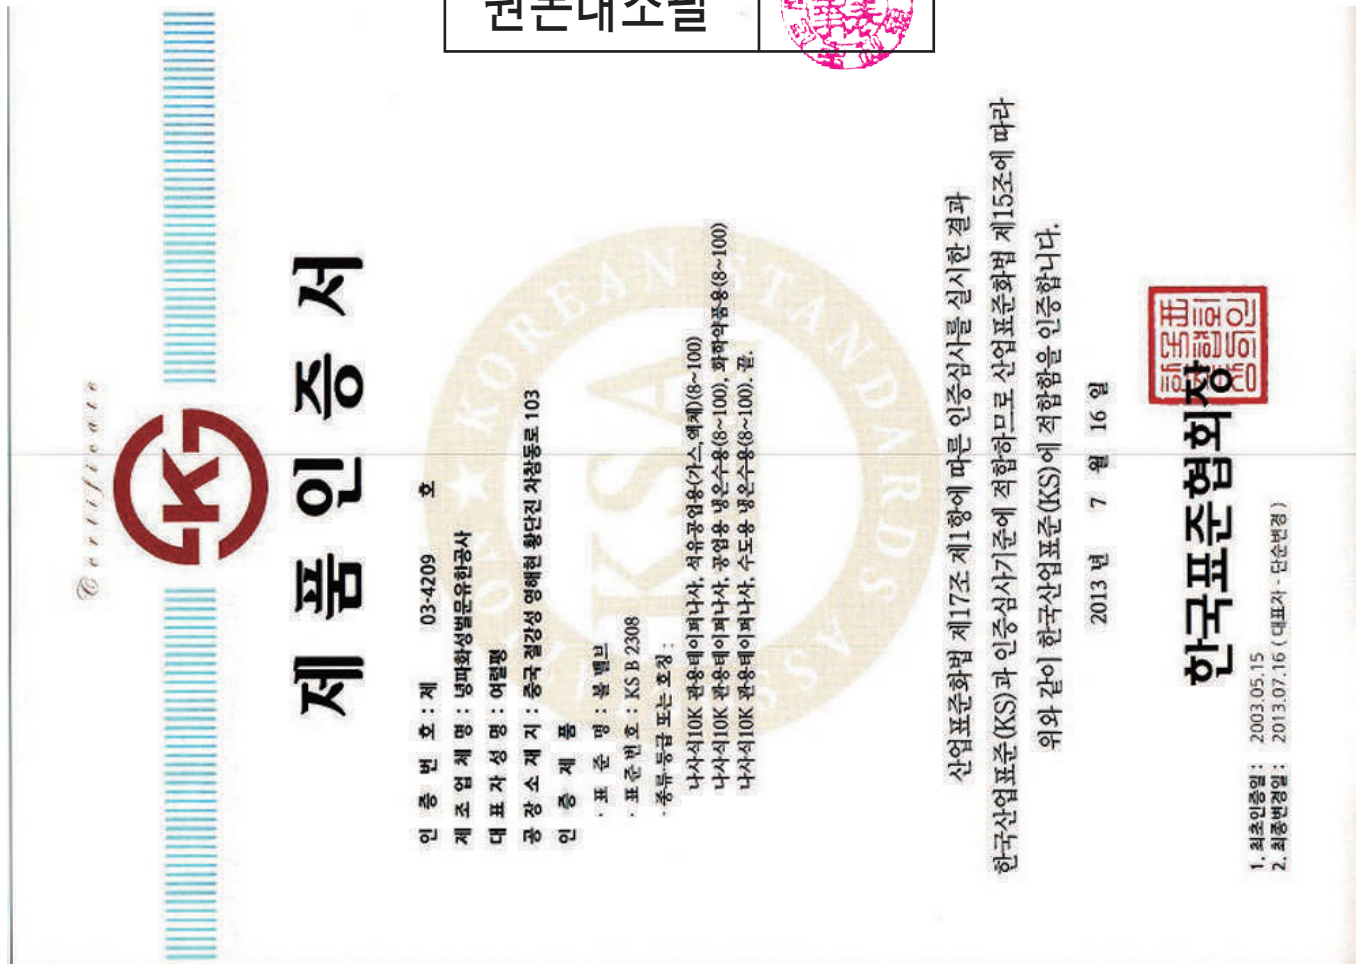 권본대조필
Certificate
K
제품인증서
인 증 번 호 : 제 03-4209 호
제 조 업 체 명 : 녕파화성벌문유한공사
대 표 자 성 명 : 여렬평
공 장 소 재 지 : 중국 절강성 영해현 황단진 차참동로 103
인 증 제 품
· 표 준 명 : 볼 밸브
· 표 준 번 호 : KS B 2308
· 종류·등급 또는 호칭 :
나사식10K 관용테이퍼나사, 석유공업용(가스,액체)(8~100)
나사식10K 관용테이퍼나사, 공업용 냉온수용(8~100), 화학약품용(8~100)
나사식10K 관용테이퍼나사, 수도용 냉온수용(8~100). 끝.
KOREAN STANDARDS ASS
KSA
산업표준화법 제17조 제1항에 따른 인증심사를 실시한 결과
한국산업표준(KS)과 인증심사기준에 적합하므로 산업표준화법 제15조에 따라
위와 같이 한국산업표준(KS)에 적합함을 인증합니다.
2013 년 7 월 16 일
한국표준협회장
1. 최초인증일 : 2003.05.15
2. 최종변경일 : 2013.07.16 ( 대표자 - 단순변경 )